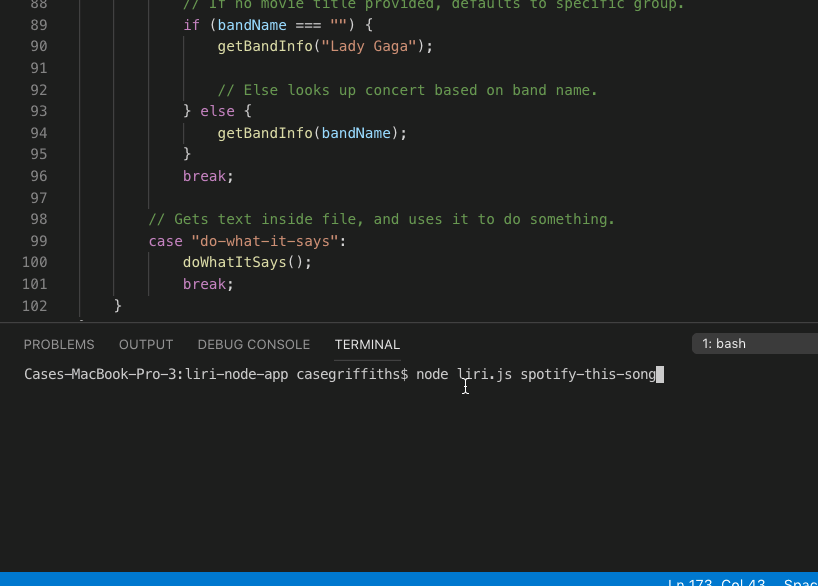 88 // If no movie title provided, defaults to specific group.
89 if (bandName === "") {
90 getBandInfo("Lady Gaga");
91
92 // Else looks up concert based on band name.
93 } else {
94 getBandInfo(bandName);
95 }
96 break;
97
98 // Gets text inside file, and uses it to do something.
99 case "do-what-it-says":
100 doWhatItSays();
101 break;
102 }
PROBLEMS OUTPUT DEBUG CONSOLE TERMINAL 1: bash
Cases-MacBook-Pro-3:liri-node-app casegriffiths$ node liri.js spotify-this-song
Ln 173, Col 43 Spac